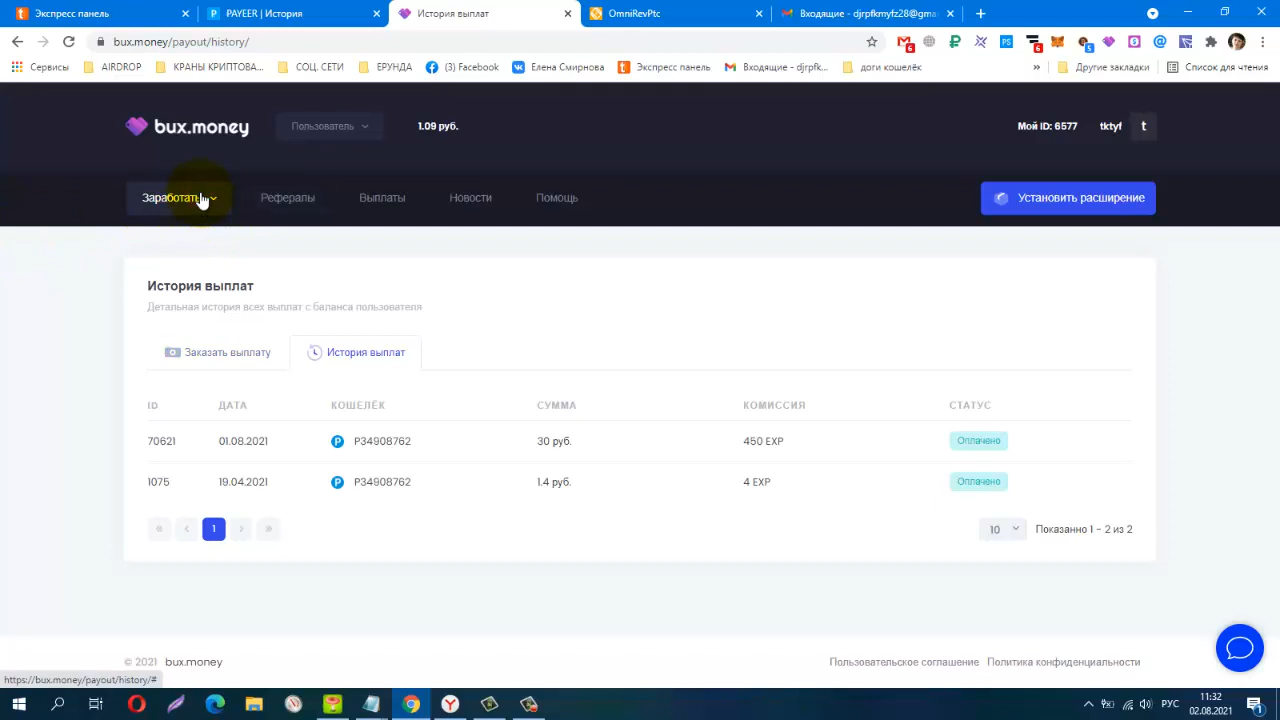 Экспресс панель
PAYEER | История
История выплат
OmniRevPtc
Входящие - djrpfkmyfz28@gmai
bux.money/payout/history/
6
6
5
Сервисы
AIRDROP
КРАНЫ КРИПТОВА...
СОЦ. СЕТИ
ЕРУНДА
(3) Facebook
Елена Смирнова
Экспресс панель
Входящие - djrpfk...
доги кошелёк
»
Другие закладки
Список для чтения
bux.money
Пользователь
1.09 руб.
Мой ID: 6577
tktyf
t
Заработать
Рефералы
Выплаты
Новости
Помощь
Установить расширение
История выплат
Детальная история всех выплат с баланса пользователя
Заказать выплату
История выплат
ID ДАТА КОШЕЛЁК СУММА КОМИССИЯ СТАТУС
70621 01.08.2021 P P34908762 30 руб. 450 EXP Оплачено
1075 19.04.2021 P P34908762 1.4 руб. 4 EXP Оплачено
« ‹ 1 › »
10
Показанно 1 - 2 из 2
© 2021 bux.money
Пользовательское соглашение
Политика конфиденциальности
https://bux.money/payout/history/#
РУС
11:32
02.08.2021
1